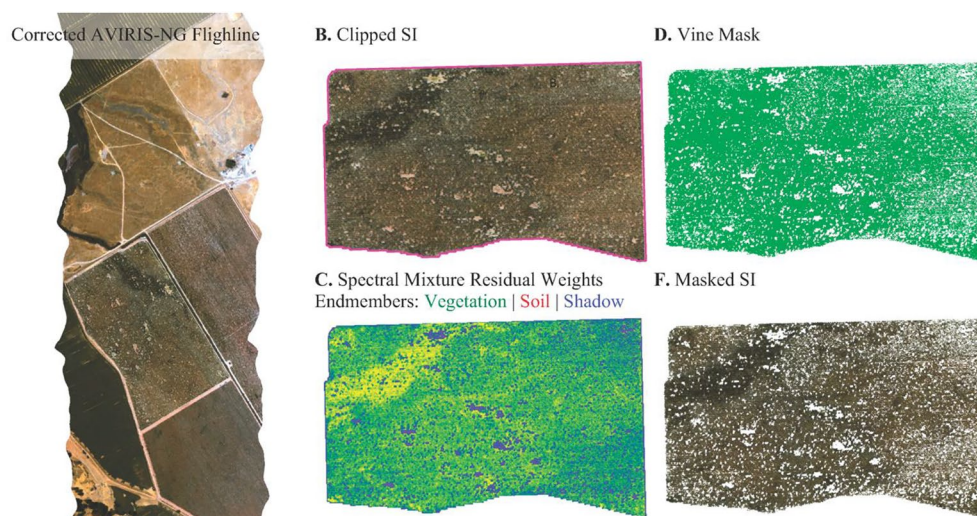 Corrected AVIRIS-NG Flighline
B. Clipped SI
D. Vine Mask
C. Spectral Mixture Residual Weights
Endmembers: Vegetation | Soil | Shadow
F. Masked SI